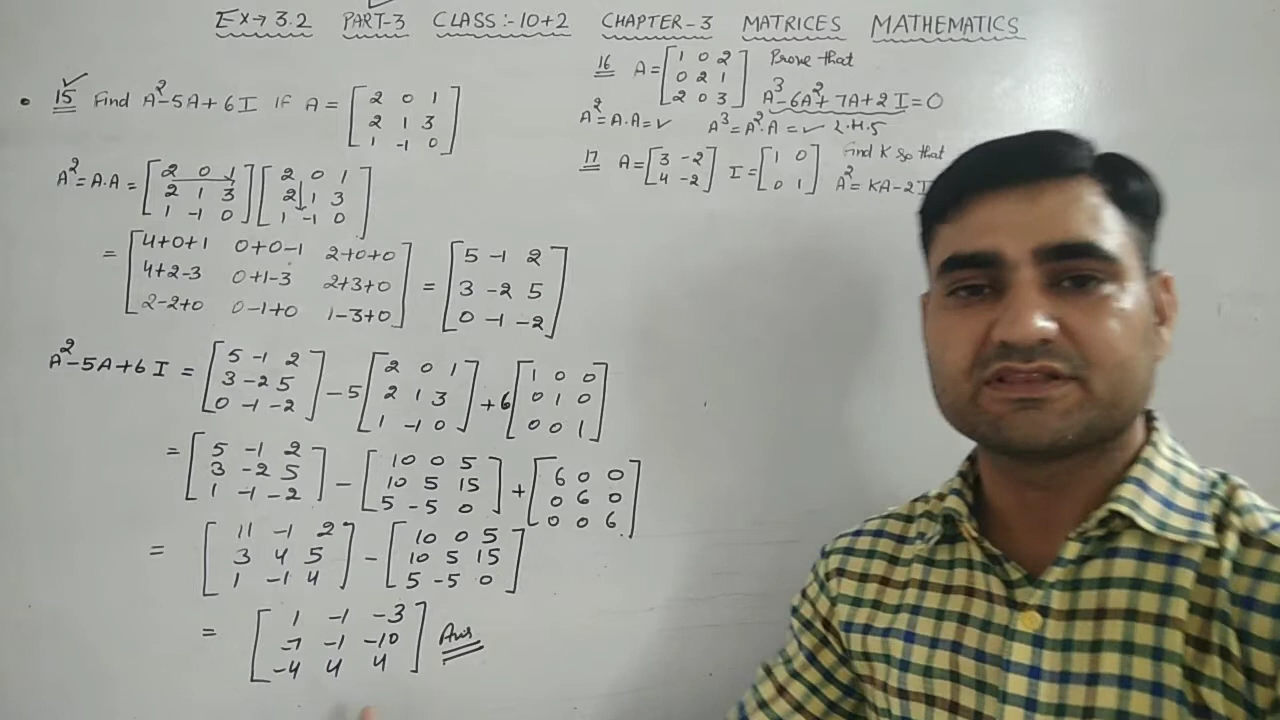 EX→ 3.2 PART-3 CLASS:-10+2 CHAPTER-3 MATRICES MATHEMATICS
• 15 Find A²-5A+6I IF A = [2 0 1
2 1 3
1 -1 0]
A² = A.A = [2 0 1 [2 0 1
2 1 3 2 1 3
1 -1 0] 1 -1 0]
= [4+0+1 0+0-1 2+0+0 = [5 -1 2
4+2-3 0+1-3 2+3+0 3 -2 5
2-2+0 0-1+0 1-3+0] 0 -1 -2]
A²-5A+6I = [5 -1 2 -5 [2 0 1 +6 [1 0 0
3 -2 5 2 1 3 0 1 0
0 -1 -2] 1 -1 0] 0 0 1]
= [5 -1 2 - [10 0 5 + [6 0 0
3 -2 5 10 5 15 0 6 0
1 -1 -2] 5 -5 0] 0 0 6]
= [11 -1 2 - [10 0 5
3 4 5 10 5 15
1 -1 4] 5 -5 0]
= [1 -1 -3
-7 -1 -10
-4 4 4] Ans
16 A = [1 0 2 Prove that
0 2 1
2 0 3] A³-6A²+7A+2I=0
A²=A.A=✓ A³=A².A=✓ L.H.S
17 A = [3 -2 I = [1 0 Find K so that
4 -2] 0 1] A² = KA-2I